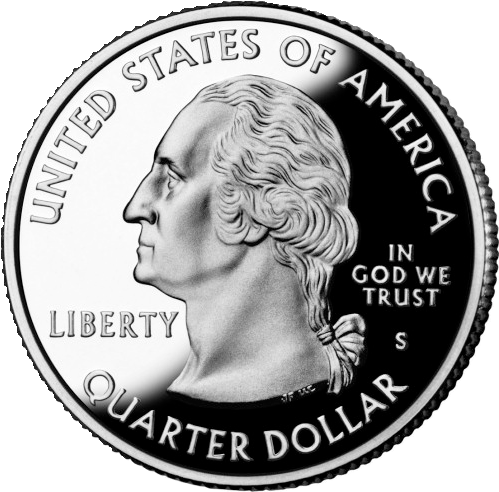 UNITED STATES OF AMERICA
LIBERTY
IN
GOD WE
TRUST
S
QUARTER DOLLAR